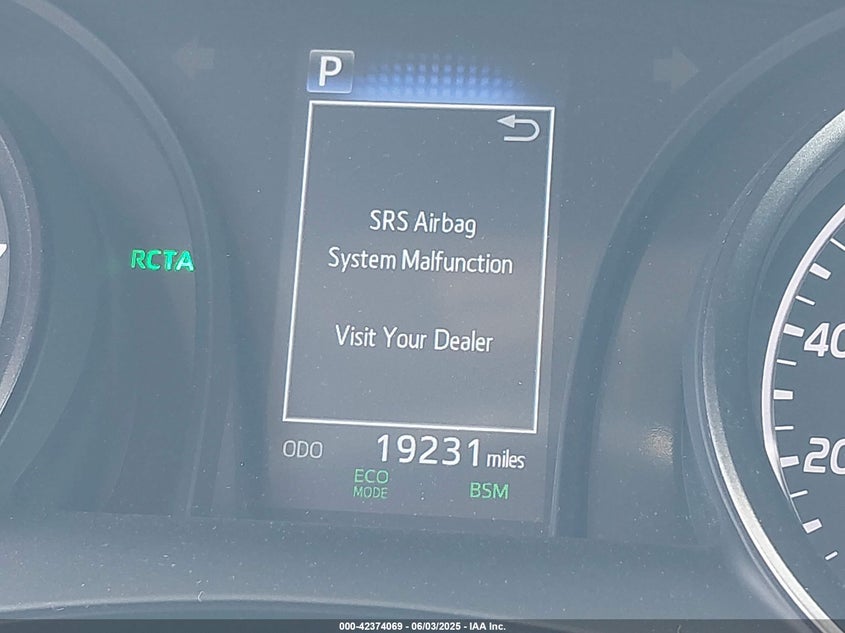 P
SRS Airbag
System Malfunction
RCTA
Visit Your Dealer
40
ODO 19231 miles
20
ECO
MODE
BSM
000-42374069 - 06/03/2025 - IAA Inc.